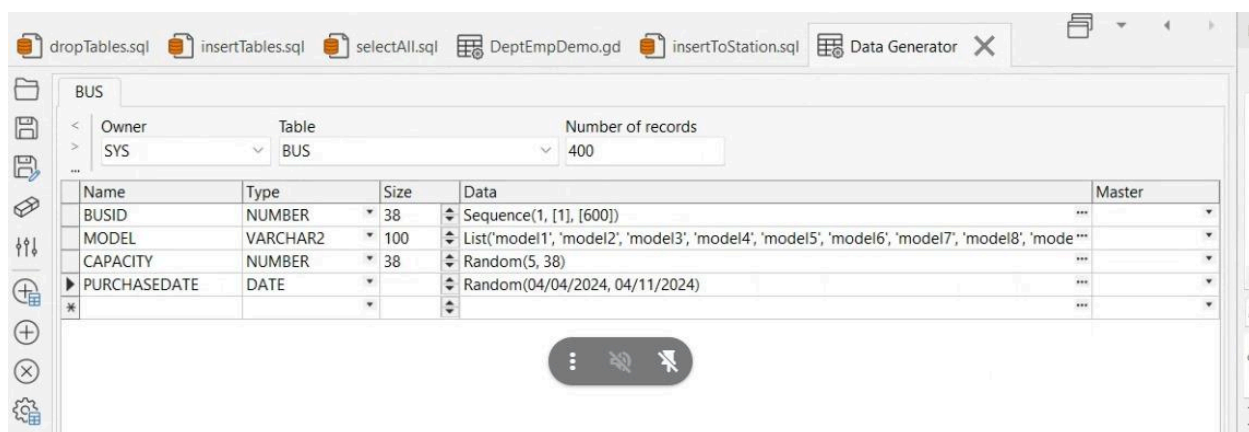 dropTables.sql insertTables.sql selectAll.sql DeptEmpDemo.gd insertToStation.sql Data Generator
BUS
Owner Table Number of records
SYS BUS 400
Name Type Size Data Master
BUSID NUMBER 38 Sequence(1, [1], [600])
MODEL VARCHAR2 100 List('model1', 'model2', 'model3', 'model4', 'model5', 'model6', 'model7', 'model8', 'mode
CAPACITY NUMBER 38 Random(5, 38)
PURCHASEDATE DATE Random(04/04/2024, 04/11/2024)